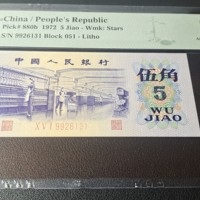 China / People's Republic
Pick# 880b 1972 5 Jiao - Wmk: Stars
S/N 5926131 Block 051 - Litho
中国人民银行
伍角
5
WU
JIAO